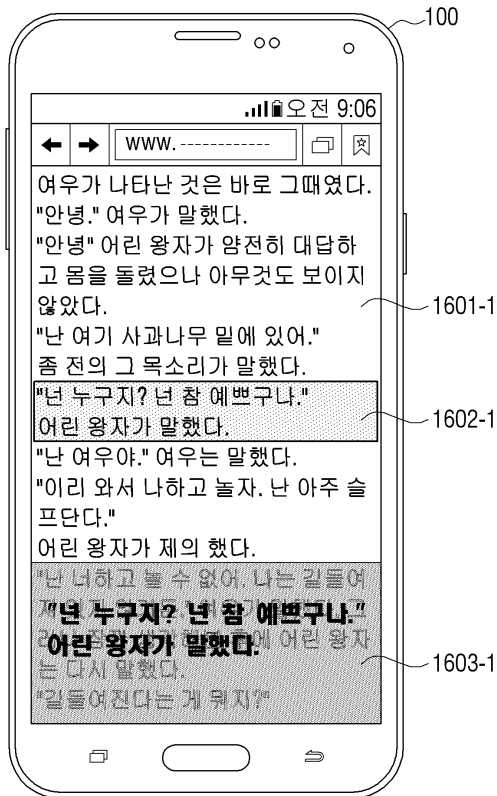 100
오전 9:06
WWW. ------------
여우가 나타난 것은 바로 그때였다.
"안녕." 여우가 말했다.
"안녕" 어린 왕자가 얌전히 대답하
고 몸을 돌렸으나 아무것도 보이지
않았다.
1601-1
"난 여기 사과나무 밑에 있어."
좀 전의 그 목소리가 말했다.
"넌 누구지? 넌 참 예쁘구나."
1602-1
어린 왕자가 말했다.
"난 여우야." 여우는 말했다.
"이리 와서 나하고 놀자. 난 아주 슬
프단다."
어린 왕자가 제의 했다.
"난 너하고 놀 수 없어. 나는 길들여
"넌 누구지? 넌 참 예쁘구나."
어린 왕자가 말했다.
어린 왕자
는 다시 말했다.
1603-1
"길들여진다는 게 뭐지?"